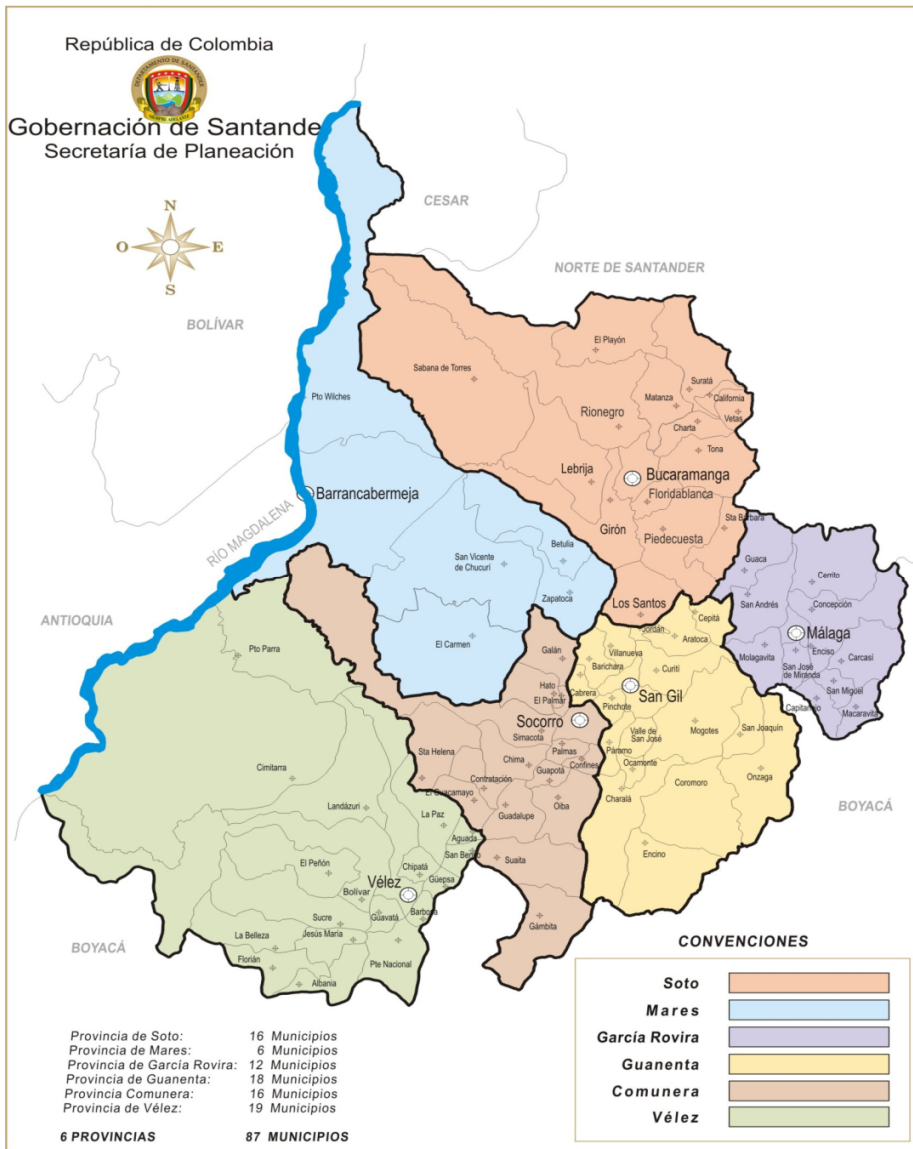 República de Colombia
DEPARTAMENTO DE SANTANDER
SIEMPRE ADELANTE
Gobernación de Santande
Secretaría de Planeación
N
O
E
S
CESAR
NORTE DE SANTANDER
BOLÍVAR
ANTIOQUIA
RÍO MAGDALENA
BOYACÁ
BOYACÁ
El Playón
Sabana de Torres
Suratá
Matanza
California
Vetas
Rionegro
Charta
Tona
Lebrija
Bucaramanga
Floridablanca
Girón
Piedecuesta
Sta Bárbara
Los Santos
Pto Wilches
Barrancabermeja
San Vicente
de Chucurí
Betulia
Zapatoca
El Carmen
Guaca
Cerrito
San Andrés
Concepción
Málaga
Molagavita
Enciso
San José
de Miranda
Carcasí
San Miguel
Capitanejo
Macaravita
Cepitá
Jordán
Aratoca
Villanueva
Barichara
Curití
Cabrera
San Gil
Pinchote
Valle de
San José
Mogotes
San Joaquín
Páramo
Ocamonte
Coromoro
Onzaga
Charalá
Encino
Galán
Hato
El Palmar
Socorro
Simacota
Sta Helena
Chima
Palmas
Confines
Contratación
Guapotá
El Guacamayo
Guadalupe
Oiba
Suaita
Gámbita
Pto Parra
Cimitarra
Landázuri
La Paz
Aguada
San Benito
El Peñón
Chipatá
Güepsa
Bolívar
Vélez
Guavatá
Barbosa
Sucre
Jesús María
La Belleza
Florián
Pte Nacional
Albania
CONVENCIONES
Soto
Mares
García Rovira
Guanenta
Comunera
Vélez
Provincia de Soto: 16 Municipios
Provincia de Mares: 6 Municipios
Provincia de García Rovira: 12 Municipios
Provincia de Guanenta: 18 Municipios
Provincia Comunera: 16 Municipios
Provincia de Vélez: 19 Municipios
6 PROVINCIAS 87 MUNICIPIOS